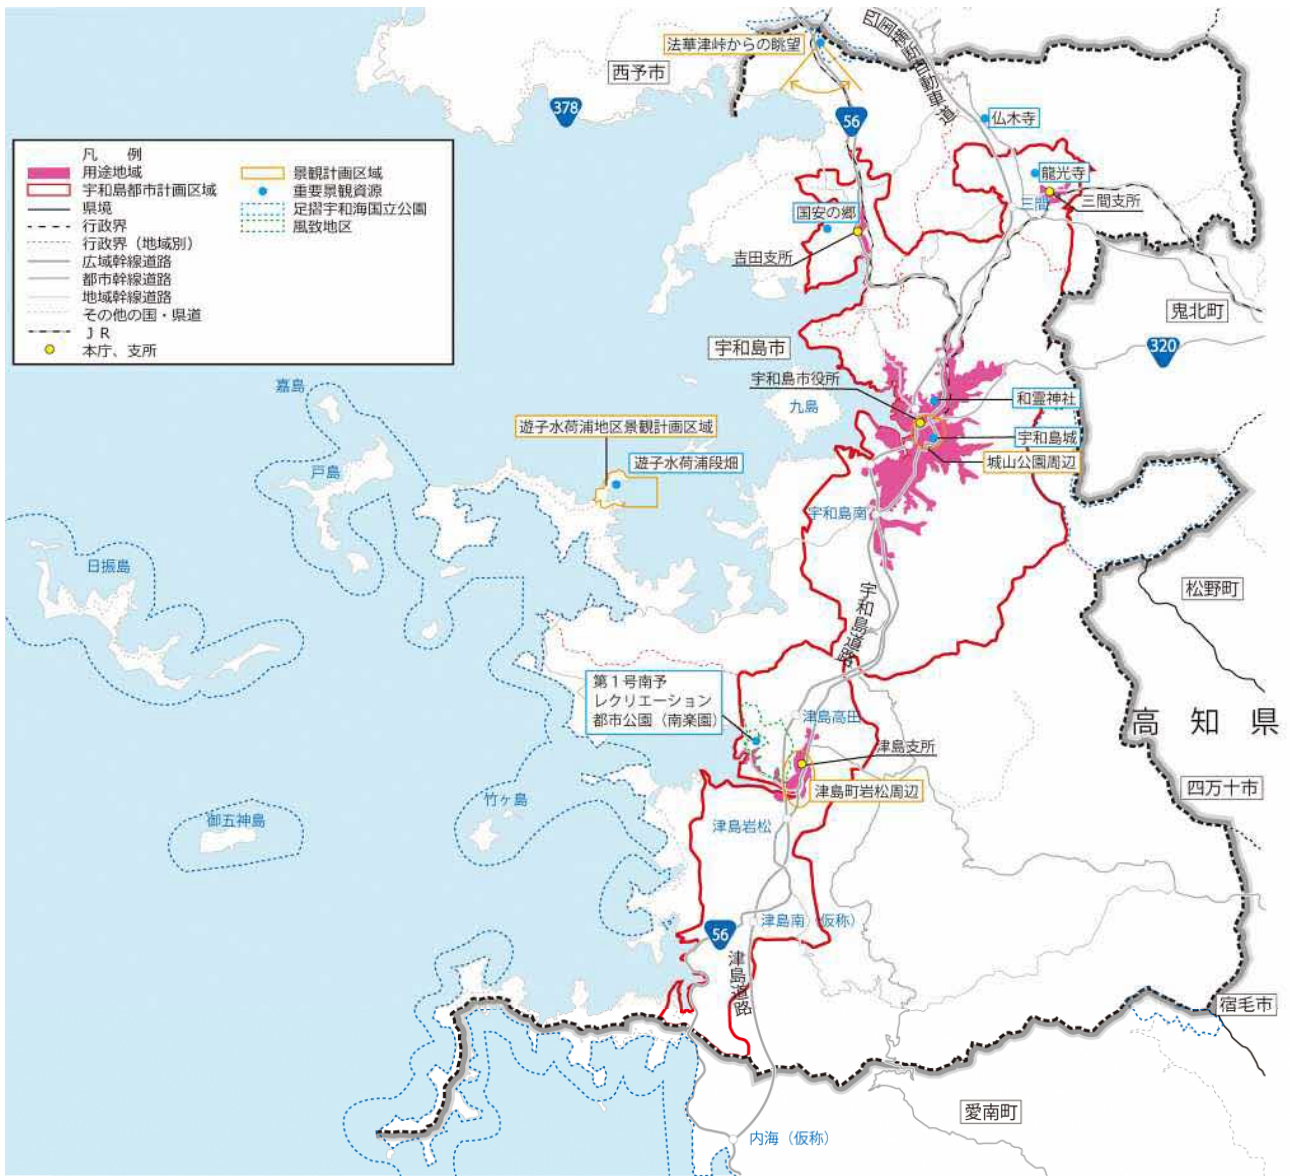 法華津峠からの眺望
四国横断自動車道
西予市
378
56
仏木寺
凡　例
用途地域
宇和島都市計画区域
県境
行政界
行政界（地域別）
広域幹線道路
都市幹線道路
地域幹線道路
その他の国・県道
ＪＲ
本庁、支所
景観計画区域
重要景観資源
足摺宇和海国立公園
風致地区
龍光寺
三間
三間支所
国安の郷
吉田支所
鬼北町
320
宇和島市
宇和島市役所
嘉島
九島
和霊神社
宇和島城
城山公園周辺
遊子水荷浦地区景観計画区域
遊子水荷浦段畑
戸島
宇和島南
日振島
松野町
宇和島道路
第１号南予
レクリエーション
都市公園（南楽園）
津島高田
高知県
津島支所
四万十市
竹ヶ島
津島町岩松周辺
御五神島
津島岩松
津島南（仮称）
56
津島道路
宿毛市
愛南町
内海（仮称）